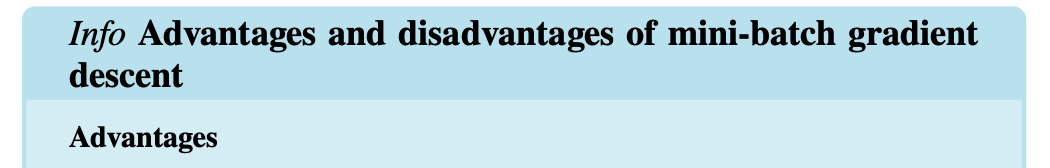 Info Advantages and disadvantages of mini-batch gradient
descent
Advantages